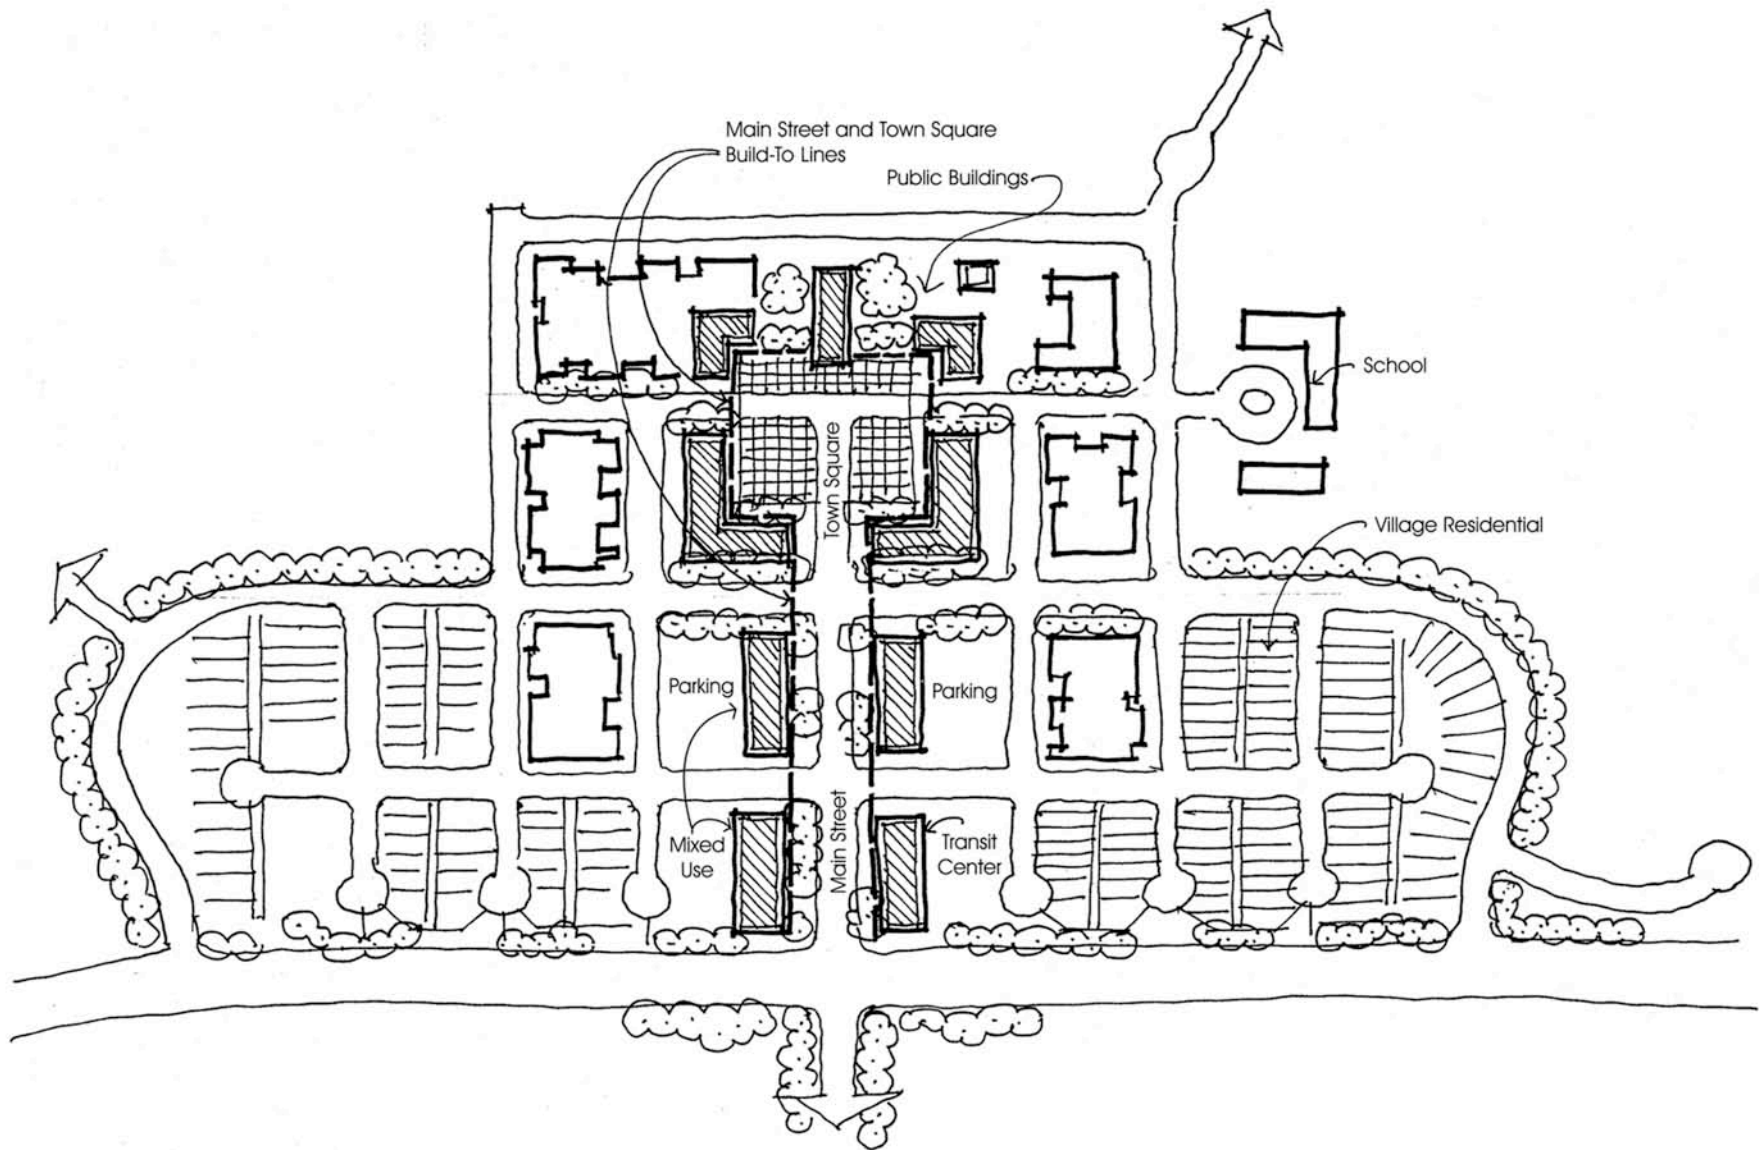 Main Street and Town Square
Build-To Lines
Public Buildings
School
Town Square
Village Residential
Parking
Parking
Mixed
Use
Main Street
Transit
Center